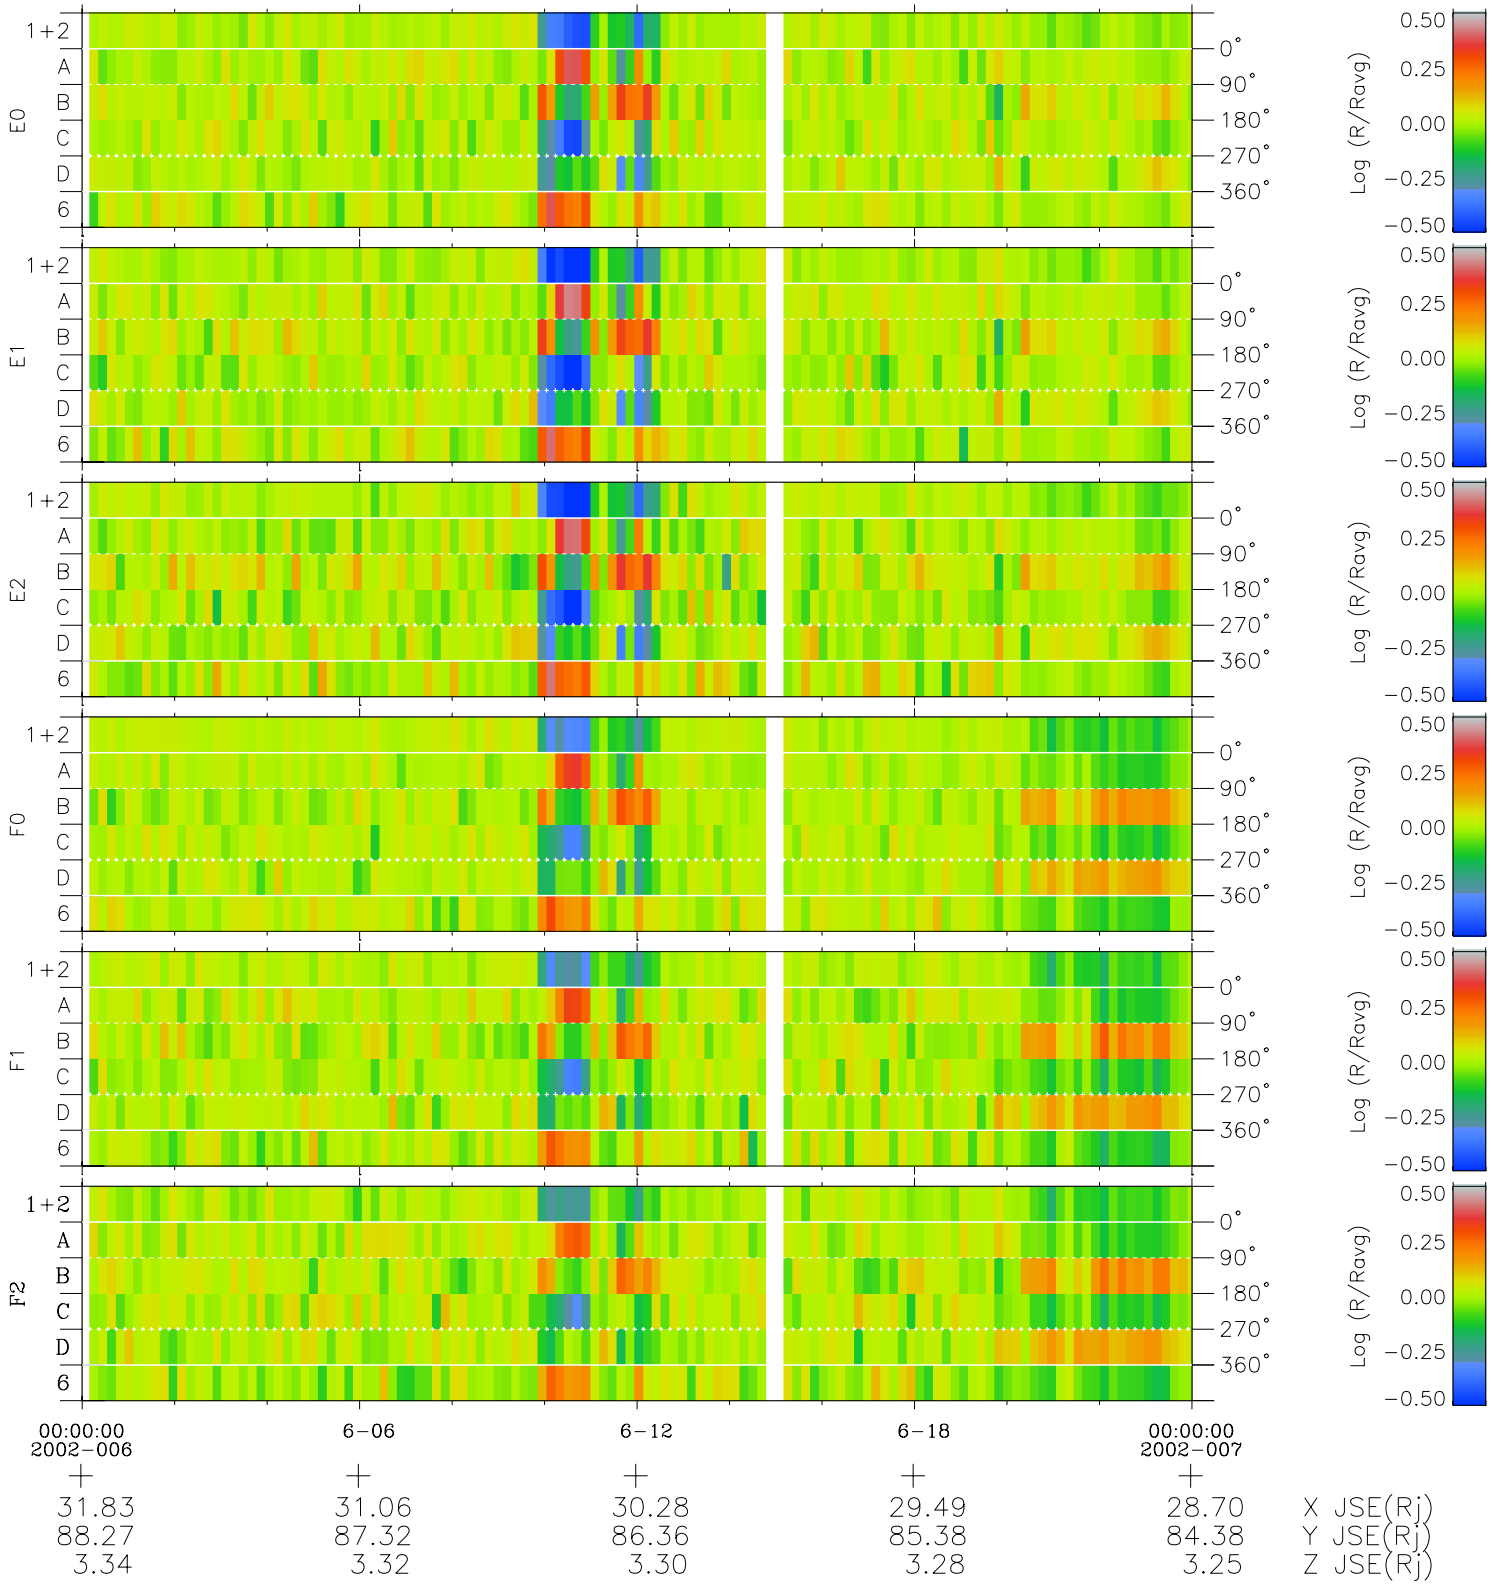 E0
1+2
A
B
C
D
6
0°
90°
180°
270°
360°
Log (R/Ravg)
0.50
0.25
0.00
−0.25
−0.50
E1
1+2
A
B
C
D
6
0°
90°
180°
270°
360°
Log (R/Ravg)
0.50
0.25
0.00
−0.25
−0.50
E2
1+2
A
B
C
D
6
0°
90°
180°
270°
360°
Log (R/Ravg)
0.50
0.25
0.00
−0.25
−0.50
F0
1+2
A
B
C
D
6
0°
90°
180°
270°
360°
Log (R/Ravg)
0.50
0.25
0.00
−0.25
−0.50
F1
1+2
A
B
C
D
6
0°
90°
180°
270°
360°
Log (R/Ravg)
0.50
0.25
0.00
−0.25
−0.50
F2
1+2
A
B
C
D
6
0°
90°
180°
270°
360°
Log (R/Ravg)
0.50
0.25
0.00
−0.25
−0.50
00:00:00 6−06 6−12 6−18 00:00:00
2002−006 2002−007
31.83 31.06 30.28 29.49 28.70 X JSE(Rj)
88.27 87.32 86.36 85.38 84.38 Y JSE(Rj)
3.34 3.32 3.30 3.28 3.25 Z JSE(Rj)